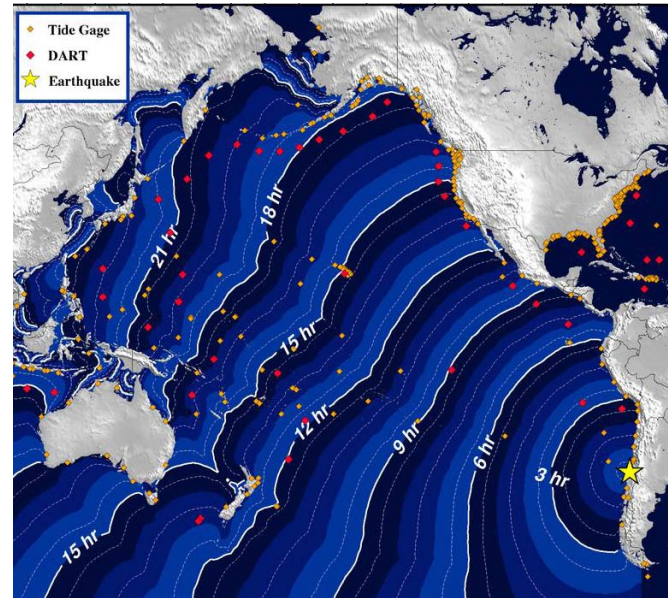 Tide Gage
DART
Earthquake
21 hr
18 hr
15 hr
12 hr
9 hr
6 hr
3 hr
15 hr